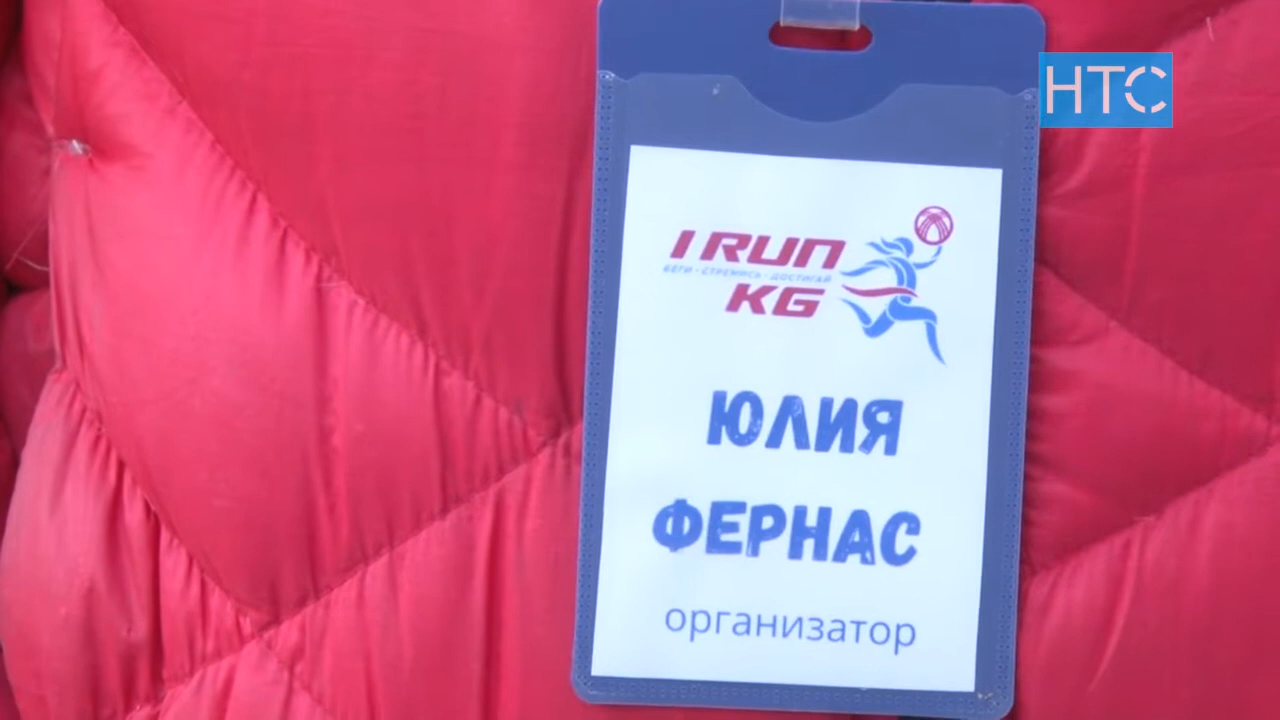 НТС
I RUN
БЕГИ · СТРЕМИСЬ · ДОСТИГАЙ
KG
ЮЛИЯ
ФЕРНАС
организатор